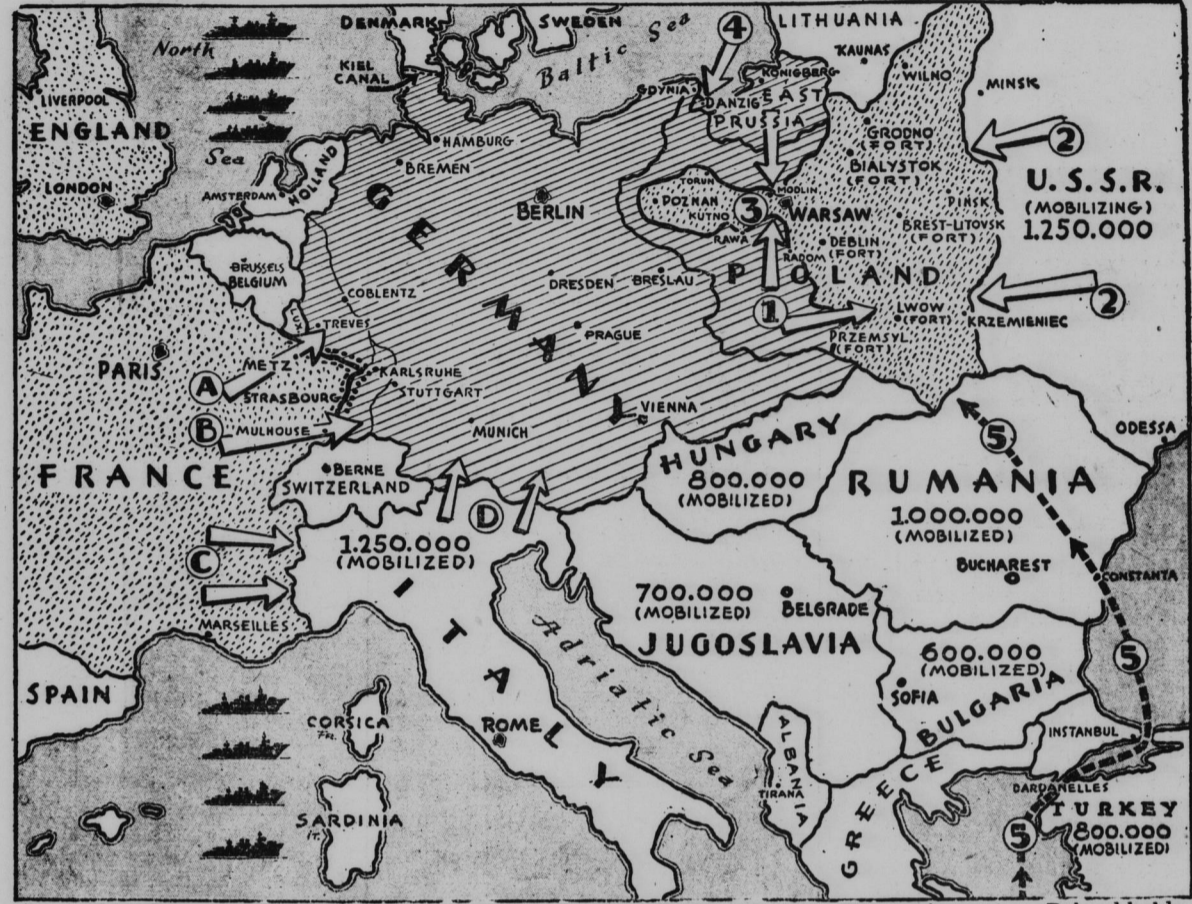 DENMARK
SWEDEN
LITHUANIA
North
Sea
KIEL
CANAL
Baltic Sea
4
KAUNAS
WILNO
MINSK
LIVERPOOL
ENGLAND
LONDON
GDYNIA
DANZIG
KÖNIGBERG
EAST
PRUSSIA
HAMBURG
BREMEN
HOLLAND
AMSTERDAM
GRODNO
(FORT)
BIALYSTOK
(FORT)
2
U.S.S.R.
(MOBILIZING)
1.250.000
BERLIN
GERMANY
TORUN
POZNAN
KUTNO
3
MODLIN
WARSAW
RAWA
RADOM
DEBLIN
(FORT)
PINSK
BREST-LITOVSK
(FORT)
BRUSSELS
BELGIUM
LUX.
COBLENTZ
DRESDEN
BRESLAU
POLAND
2
1
LWOW
(FORT)
KRZEMIENIEC
PRZEMSYL
(FORT)
TREVES
PRAGUE
PARIS
METZ
A
KARLSRUHE
STRASBOURG
STUTTGART
B
MULHOUSE
MUNICH
VIENNA
FRANCE
BERNE
SWITZERLAND
HUNGARY
800.000
(MOBILIZED)
5
ODESSA
RUMANIA
1.000.000
(MOBILIZED)
BUCHAREST
CONSTANTA
D
C
1.250.000
(MOBILIZED)
ITALY
MARSEILLES
700.000
(MOBILIZED)
BELGRADE
JUGOSLAVIA
Adriatic Sea
600.000
(MOBILIZED)
SOFIA
BULGARIA
5
SPAIN
CORSICA
Fr.
ROME
SARDINIA
IT.
ALBANIA
TIRANA
GREECE
INSTANBUL
DARDANELLES
TURKEY
800.000
(MOBILIZED)
5